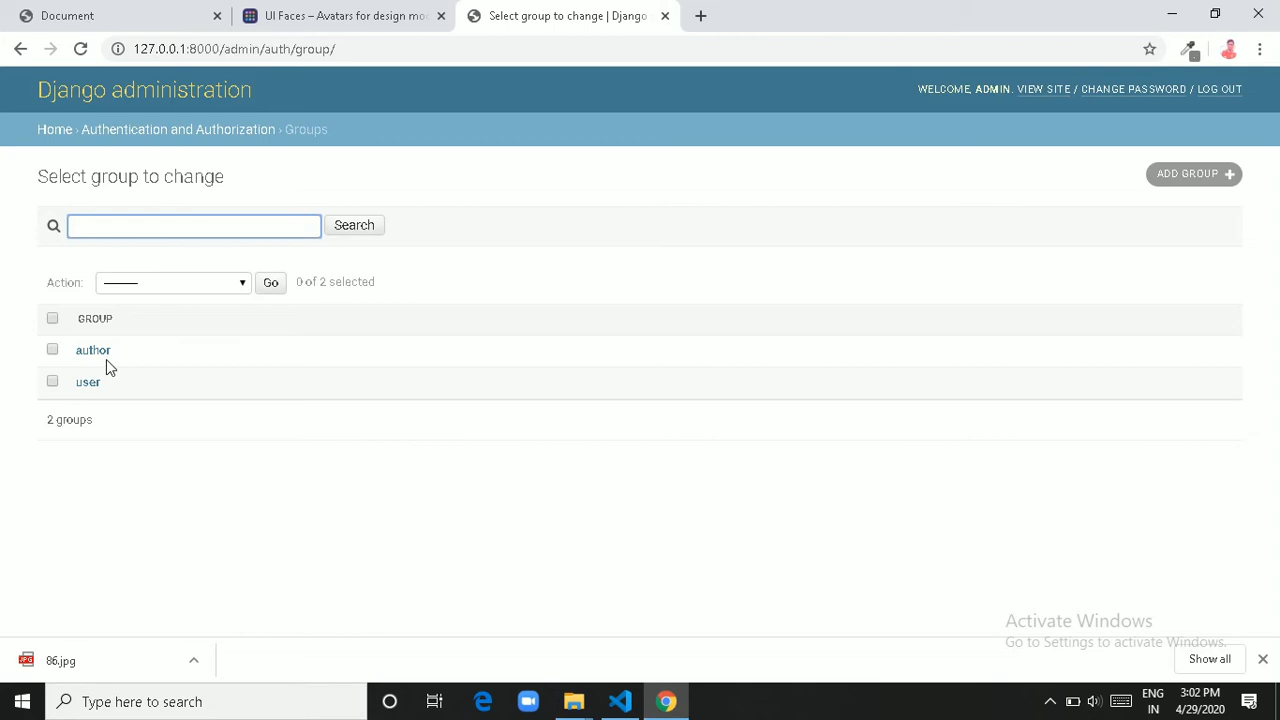 Document
UI Faces – Avatars for design mo
Select group to change | Django
127.0.0.1:8000/admin/auth/group/
Django administration
WELCOME, ADMIN. VIEW SITE / CHANGE PASSWORD / LOG OUT
Home › Authentication and Authorization › Groups
Select group to change
ADD GROUP +
Search
Action: --------- Go 0 of 2 selected
GROUP
author
user
2 groups
Activate Windows
Go to Settings to activate Windows.
86.jpg
Show all
Type here to search
ENG
IN
3:02 PM
4/29/2020